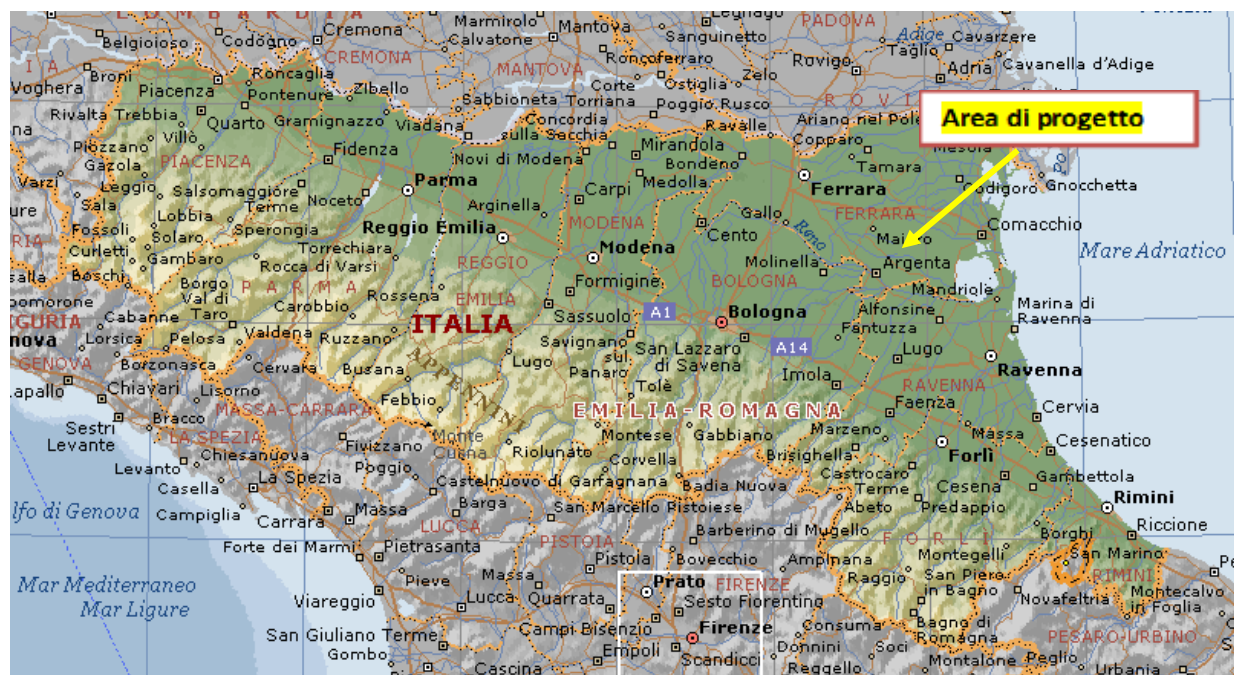 LOMBARDIA
Belgioioso
Codogno
Cremona
CREMONA
Marmirolo
Calvatone
Mantova
MANTOVA
Legnago
Sanguinetto
PADOVA
Adige
Cavarzere
Taglio
Roncoferraro
Rovigo
Adria
Cavanella d'Adige
Broni
Voghera
Piacenza
Roncaglia
Pontenure
Zibello
Corte
Ostiglia
Zelo
Sabbioneta
Torriana
Poggio Rusco
Rivalta Trebbia
Quarto
Gramignazzo
Viadana
Concordia
sulla Secchia
Ravalle
Ariano nel
Copparo
Area di progetto
Mesola
Villò
Piozzano
PIACENZA
Gazola
Fidenza
Novi di Modena
Mirandola
Bondeno
Tamara
Codigoro
Gnocchetta
Po
Varzi
Leggio
Sala
Salsomaggiore
Terme
Noceto
Parma
Carpi
Medolla
Ferrara
FERRARA
Lobbia
Sperongia
Arginella
MODENA
Gallo
Reno
Comacchio
Fossoli
Solaro
Curletti
Gambaro
Torrechiara
Reggio Emilia
Modena
Cento
Mare Adriatico
Boschi
Rocca di Varsi
REGGIO
EMILIA
Molinella
Argenta
Borgo
Val di
Taro
PARMA
Rossena
Formigine
BOLOGNA
Mandriole
Carobbio
ITALIA
Sassuolo
A1
Bologna
Alfonsine
Marina di
Ravenna
Cabanne
Fantuzza
LIGURIA
Lorsica
Pelosa
Valdena
Ruzzano
Savignano
sul
Panaro
San Lazzaro
di Savena
A14
Lugo
Ravenna
GENOVA
Borzonasca
Cervara
Busana
APPENNINI
Lugo
Tolè
Imola
RAVENNA
Chiavari
Lisorno
Febbio
EMILIA-ROMAGNA
Faenza
Cervia
MASSA-CARRARA
Bracco
Sestri
Levante
LA SPEZIA
Fivizzano
Monte
Cusna
Riolunato
Montese
Gabbiano
Marzeno
Massa
Cesenatico
Chiesanuova
Corvella
Brisighella
Forlì
Levanto
La Spezia
Poggio
Castelnuovo di Garfagnana
Badia Nuova
Castrocaro
Terme
Cesena
Gambettola
Casella
Massa
Barga
San Marcello Pistoiese
Abeto
Predappio
Rimini
Campiglia
Carrara
LUCCA
PISTOIA
Barberino di Mugello
FORLÌ
Borghi
Riccione
Forte dei Marmi
Pietrasanta
Pistoia
Bovecchio
Ampinana
Montegelli
San Marino
RIMINI
Mar Mediterraneo
Mar Ligure
Pieve
Massa
Prato
FIRENZE
Raggio
San Piero
in Bagno
Novafeltria
Montecalvo
in Foglia
Viareggio
Lucca
Quarrata
Sesto Fiorentino
San Giuliano Terme
Campi Bisenzio
Firenze
Consuma
Bagno di
Romagna
PESARO-URBINO
Gombo
Empoli
Scandicci
Donnini
Soci
Cascina
Reggello
Montalone
Peglio
Urbania